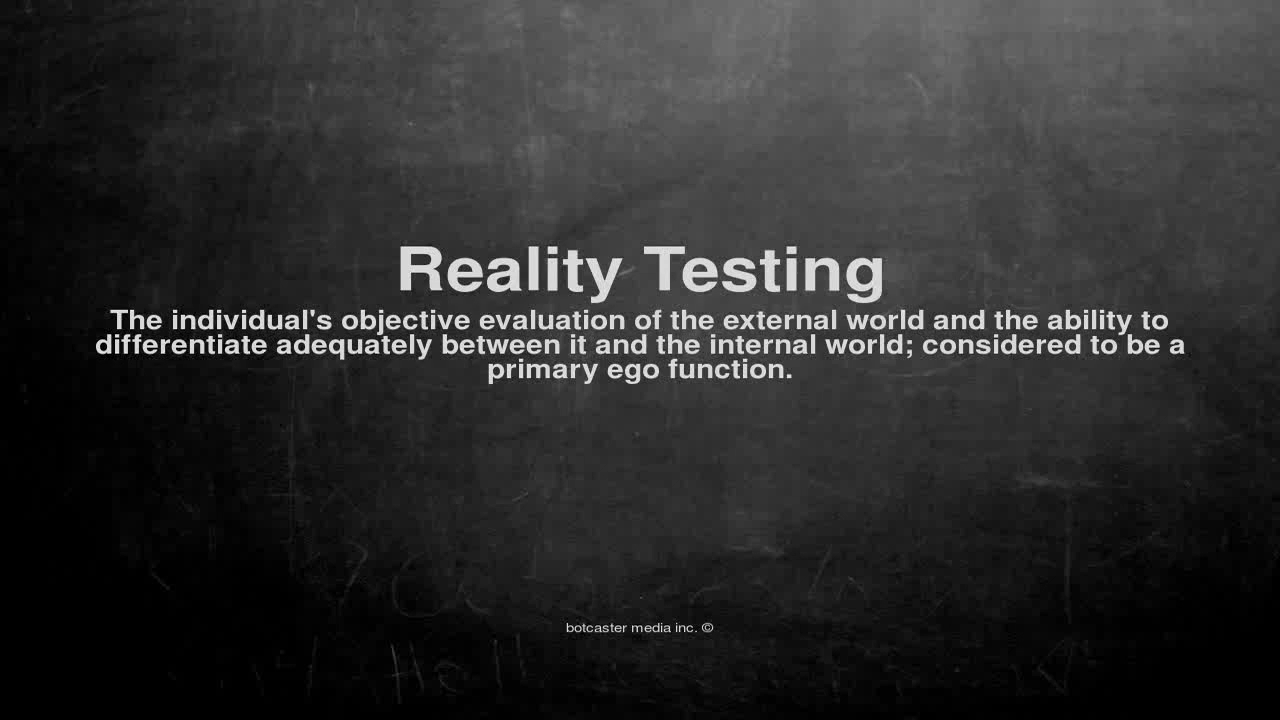 Reality Testing
The individual's objective evaluation of the external world and the ability to
differentiate adequately between it and the internal world; considered to be a
primary ego function.
botcaster media inc. ©